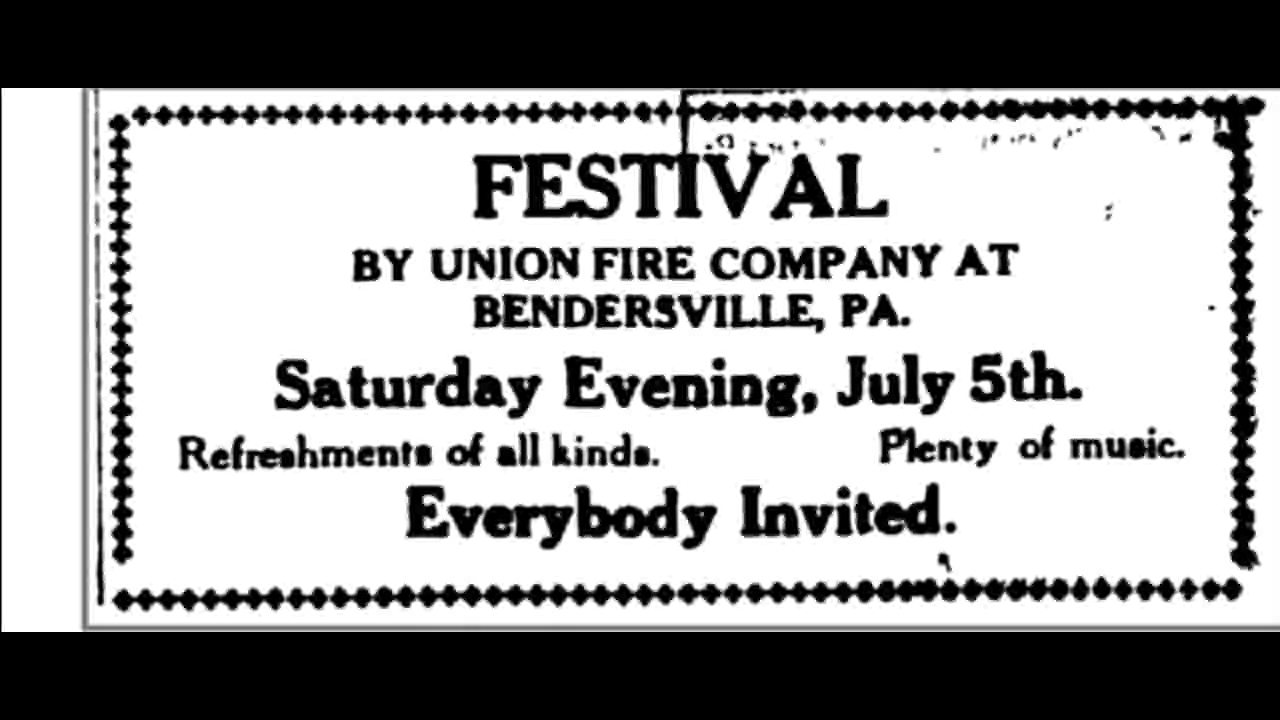 FESTIVAL
BY UNION FIRE COMPANY AT
BENDERSVILLE, PA.
Saturday Evening, July 5th.
Refreshments of all kinds. Plenty of music.
Everybody Invited.